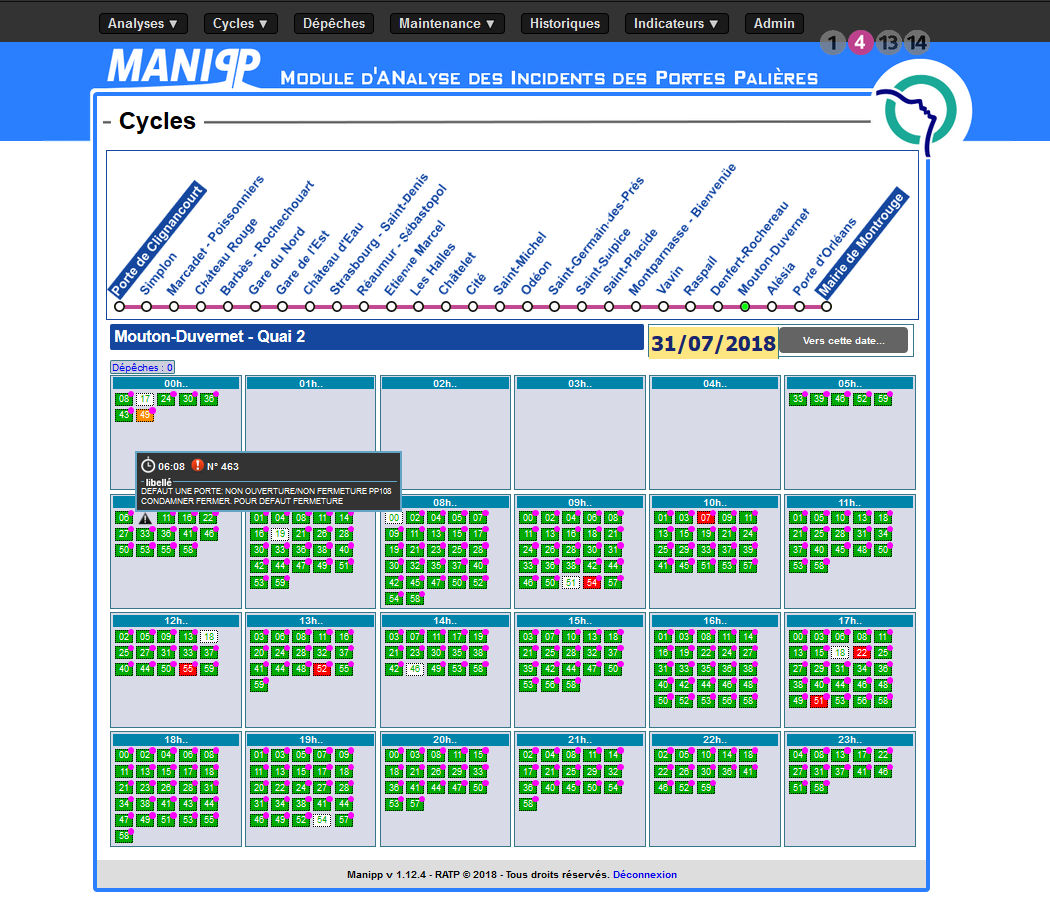 Analyses ▼ Cycles ▼ Dépêches Maintenance ▼ Historiques Indicateurs ▼ Admin
1 4 13 14
MANIPP Module d'ANalyse des Incidents des Portes Palières
Cycles
Porte de Clignancourt
Simplon
Marcadet - Poissonniers
Château Rouge
Barbès - Rochechouart
Gare du Nord
Gare de l'Est
Château d'Eau
Strasbourg - Saint-Denis
Réaumur - Sébastopol
Etienne Marcel
Les Halles
Châtelet
Cité
Saint-Michel
Odéon
Saint-Germain-des-Prés
Saint-Sulpice
Saint-Placide
Montparnasse - Bienvenüe
Vavin
Raspail
Denfert-Rochereau
Mouton-Duvernet
Alésia
Porte d'Orléans
Mairie de Montrouge
Mouton-Duvernet - Quai 2
31/07/2018
Vers cette date...
Dépêches : 0
00h..
08 17 24 30 36
43 49
01h..
02h..
03h..
04h..
05h..
33 39 46 52 59
06:08 N° 463
libellé
DEFAUT UNE PORTE: NON OUVERTURE/NON FERMETURE PP108
CONDAMNER FERMER. POUR DEFAUT FERMETURE
06 11 16 22
27 33 36 41 46
50 53 55 58
01 04 08 11 14
16 19 21 26 28
30 33 36 38 40
42 44 47 49 51
53 59
08h..
00 02 04 05 07
09 11 13 15 17
19 21 23 25 28
30 32 35 37 40
42 45 47 50 52
54 58
09h..
00 02 04 06 08
11 13 16 18 21
24 26 28 30 31
33 36 38 42 44
46 50 51 54 57
10h..
01 03 07 09 11
13 15 19 21 24
25 29 33 37 39
41 45 51 53 57
11h..
01 05 10 13 18
21 25 28 31 34
37 40 45 48 50
53 58
12h..
02 05 09 13 18
25 27 31 33 37
40 44 50 55 59
13h..
03 06 08 11 16
20 24 28 32 37
41 44 48 52 55
59
14h..
03 07 11 17 19
21 23 30 35 38
42 46 49 53 58
15h..
03 07 10 13 18
21 25 28 32 37
39 42 44 47 50
53 56 58
16h..
01 03 08 11 14
16 19 22 24 27
31 33 35 36 38
40 42 44 46 48
50 52 53 56 58
17h..
00 03 06 08 11
13 15 18 22 25
27 29 31 34 36
38 40 44 46 48
49 51 53 56 58
18h..
00 02 04 06 08
11 13 15 17 18
21 23 26 28 31
34 38 41 43 44
47 49 51 53 55
58
19h..
01 03 05 07 09
11 13 15 17 18
20 22 24 27 28
31 34 38 41 44
46 49 52 54 57
20h..
00 03 08 11 15
18 21 26 29 33
36 41 44 47 50
53 57
21h..
02 04 08 11 14
17 21 25 29 32
36 40 45 50 54
58
22h..
02 05 10 14 18
22 26 30 36 41
46 52 59
23h..
04 08 13 17 22
27 31 37 41 46
51 58
Manipp v 1.12.4 - RATP © 2018 - Tous droits réservés. Déconnexion